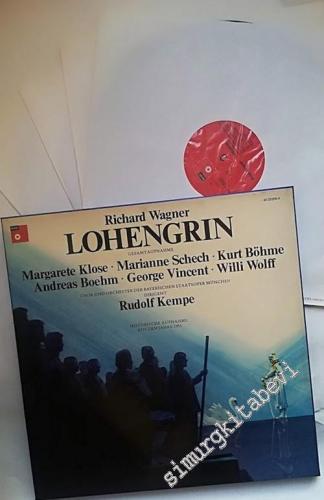 Richard Wagner
LOHENGRIN
GESAMTAUFNAHME
Margarete Klose · Marianne Schech · Kurt Böhme
Andreas Boehm · George Vincent · Willi Wolff
CHOR UND ORCHESTER DER BAYERISCHEN STAATSOPER MÜNCHEN
DIRIGENT
Rudolf Kempe
HISTORISCHE AUFNAHME
simurgkitabevi